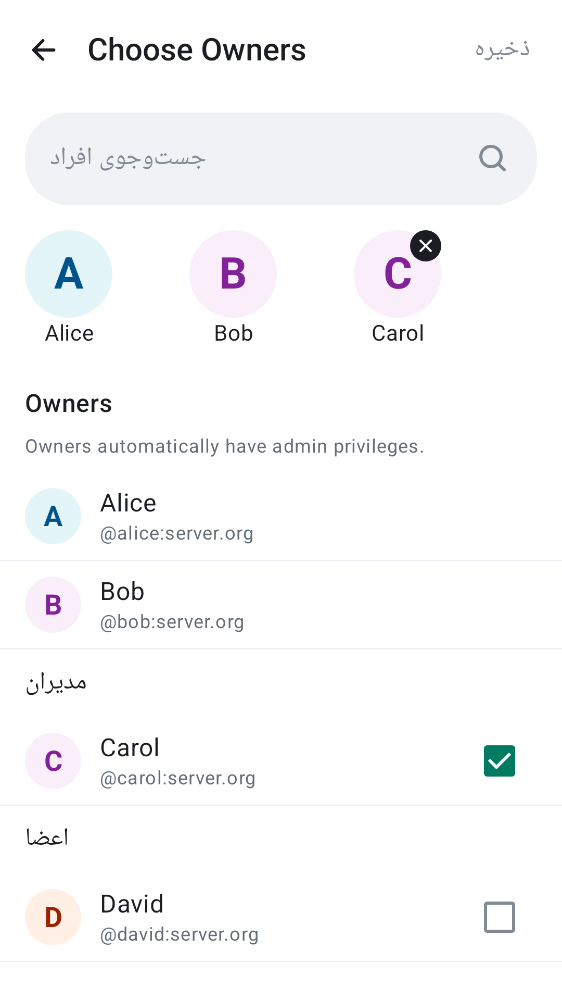 Choose Owners
ذخیره
جست‌وجوی افراد
A
B
C
Alice
Bob
Carol
Owners
Owners automatically have admin privileges.
A
Alice
@alice:server.org
B
Bob
@bob:server.org
مدیران
C
Carol
@carol:server.org
اعضا
D
David
@david:server.org